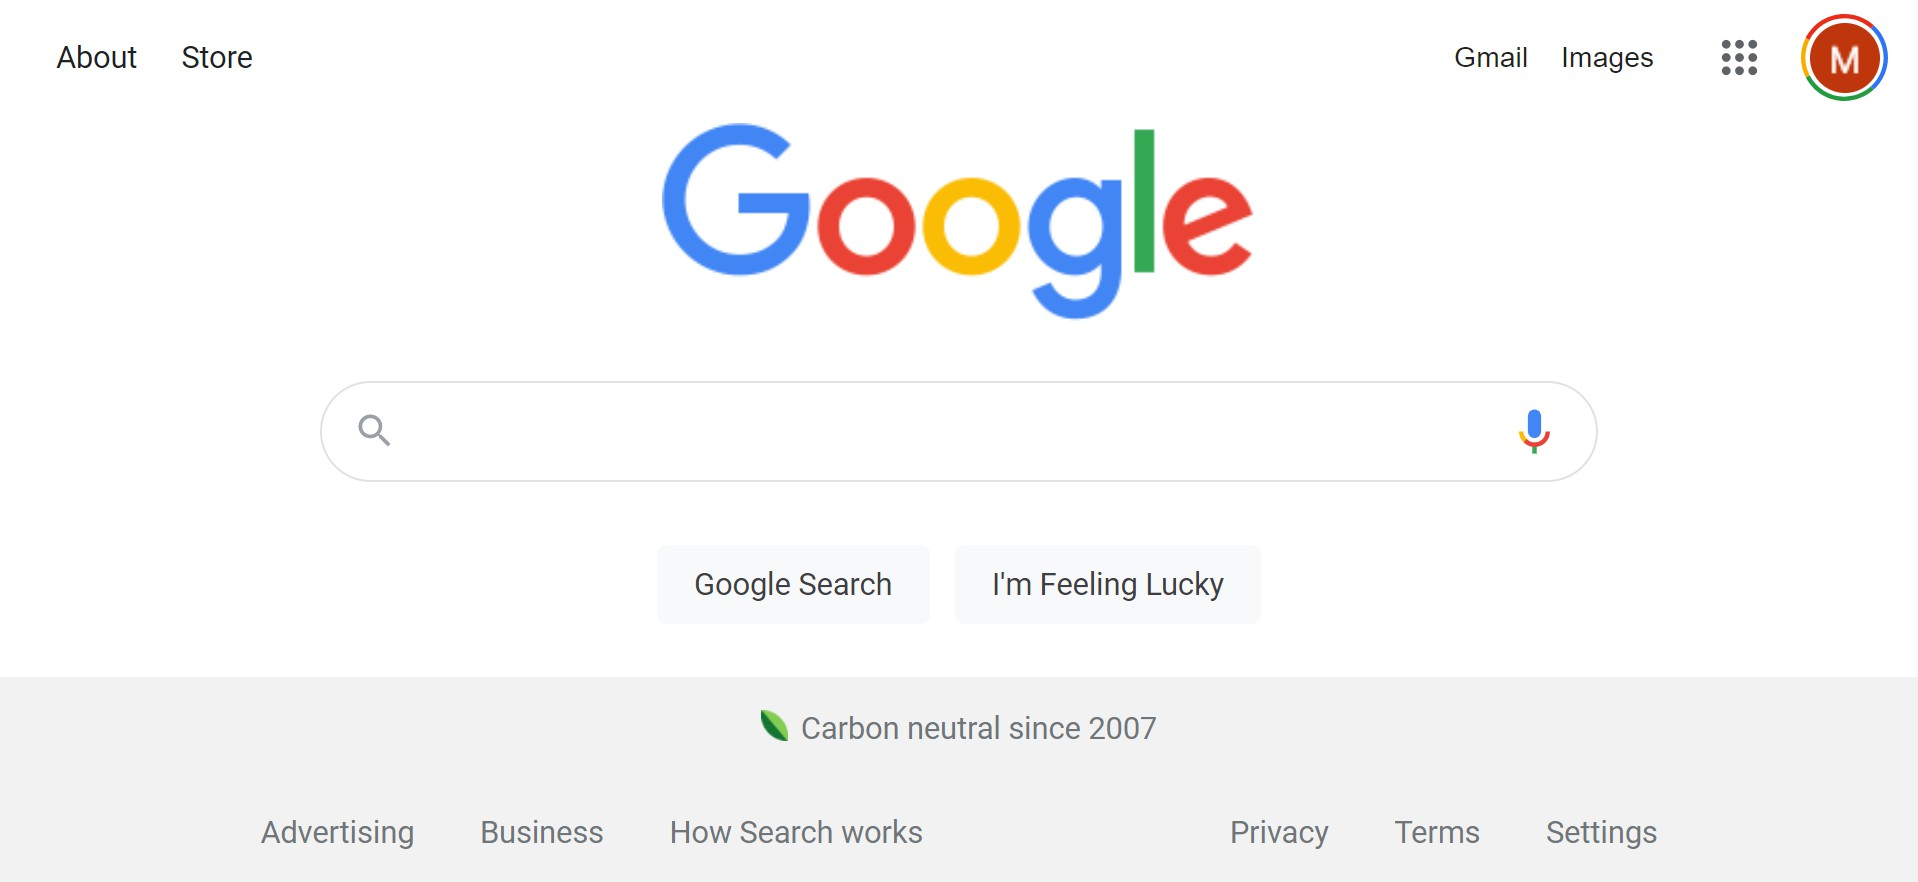 About Store Gmail Images M
Google
Google Search I'm Feeling Lucky
Carbon neutral since 2007
Advertising Business How Search works Privacy Terms Settings